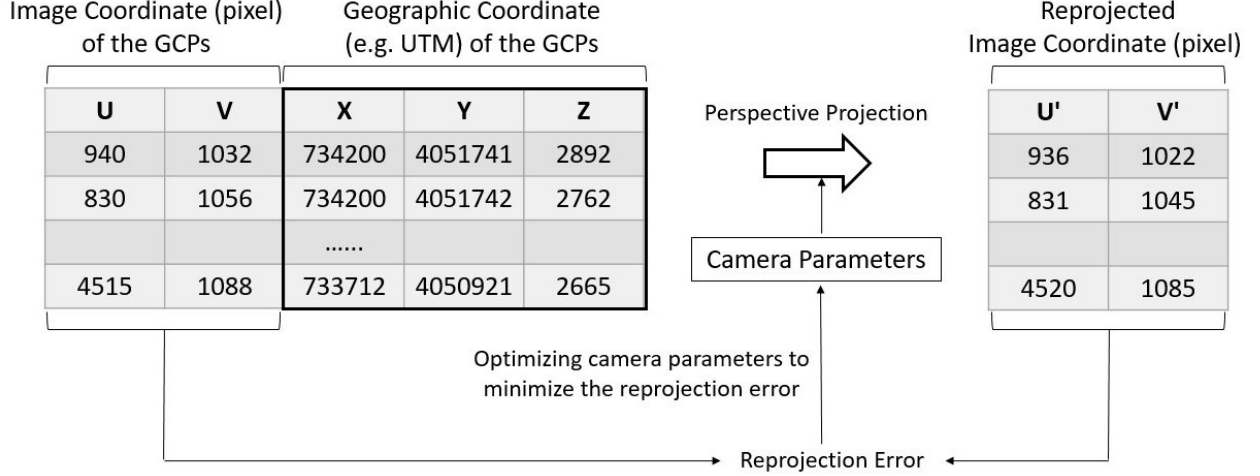 Image Coordinate (pixel)
of the GCPs
Geographic Coordinate
(e.g. UTM) of the GCPs
Reprojected
Image Coordinate (pixel)
U V X Y Z
940 1032 734200 4051741 2892
830 1056 734200 4051742 2762
......
4515 1088 733712 4050921 2665
Perspective Projection
Camera Parameters
U' V'
936 1022
831 1045
4520 1085
Optimizing camera parameters to
minimize the reprojection error
Reprojection Error